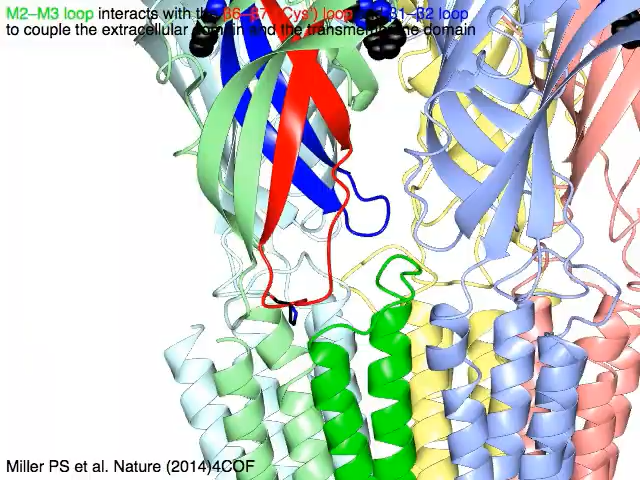 M2–M3 loop interacts with the β6–β7 (Cys) loop and β1–β2 loop
to couple the extracellular domain and the transmembrane domain
Miller PS et al. Nature (2014)4COF